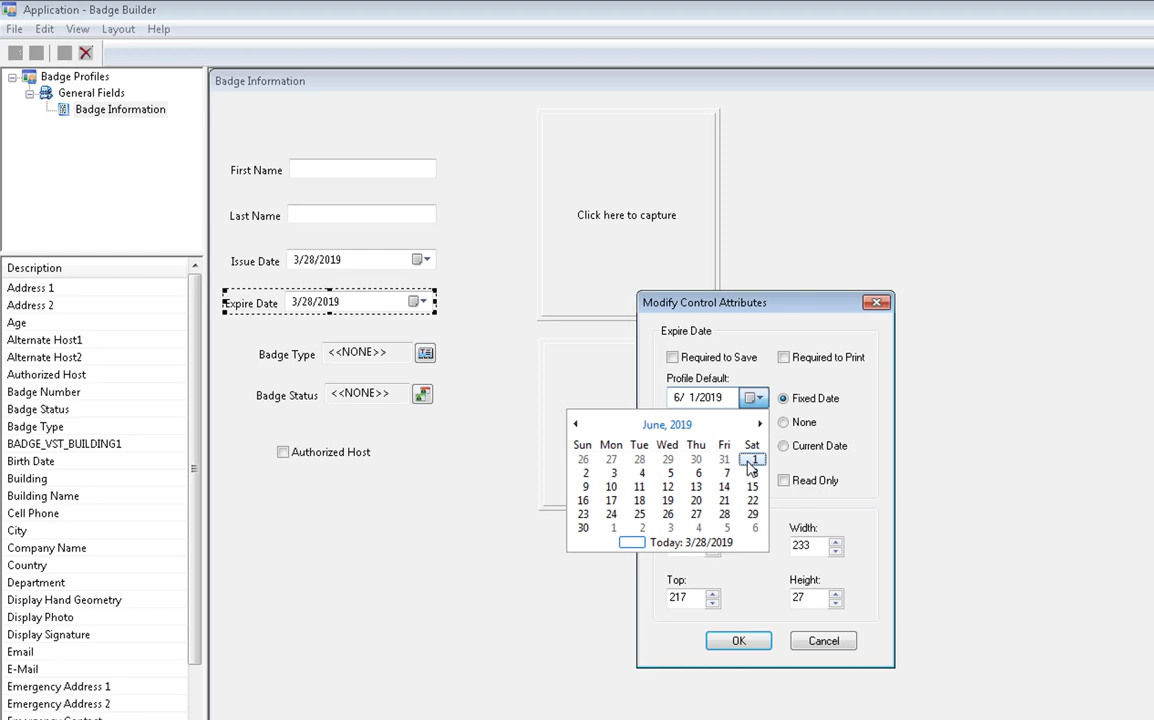 Application - Badge Builder
File Edit View Layout Help
Badge Profiles
General Fields
Badge Information
Description
Address 1
Address 2
Age
Alternate Host1
Alternate Host2
Authorized Host
Badge Number
Badge Status
Badge Type
BADGE_VST_BUILDING1
Birth Date
Building
Building Name
Cell Phone
City
Company Name
Country
Department
Display Hand Geometry
Display Photo
Display Signature
Email
E-Mail
Emergency Address 1
Emergency Address 2
Badge Information
First Name
Last Name
Issue Date 3/28/2019
Expire Date 3/28/2019
Badge Type <<NONE>>
Badge Status <<NONE>>
Authorized Host
Click here to capture
Modify Control Attributes
Expire Date
Required to Save Required to Print
Profile Default:
6/ 1/2019 Fixed Date
None
Current Date
Read Only
June, 2019
Sun Mon Tue Wed Thu Fri Sat
26 27 28 29 30 31 1
2 3 4 5 6 7 8
9 10 11 12 13 14 15
16 17 18 19 20 21 22
23 24 25 26 27 28 29
30 1 2 3 4 5 6
Today: 3/28/2019
Width:
233
Top: Height:
217 27
OK Cancel